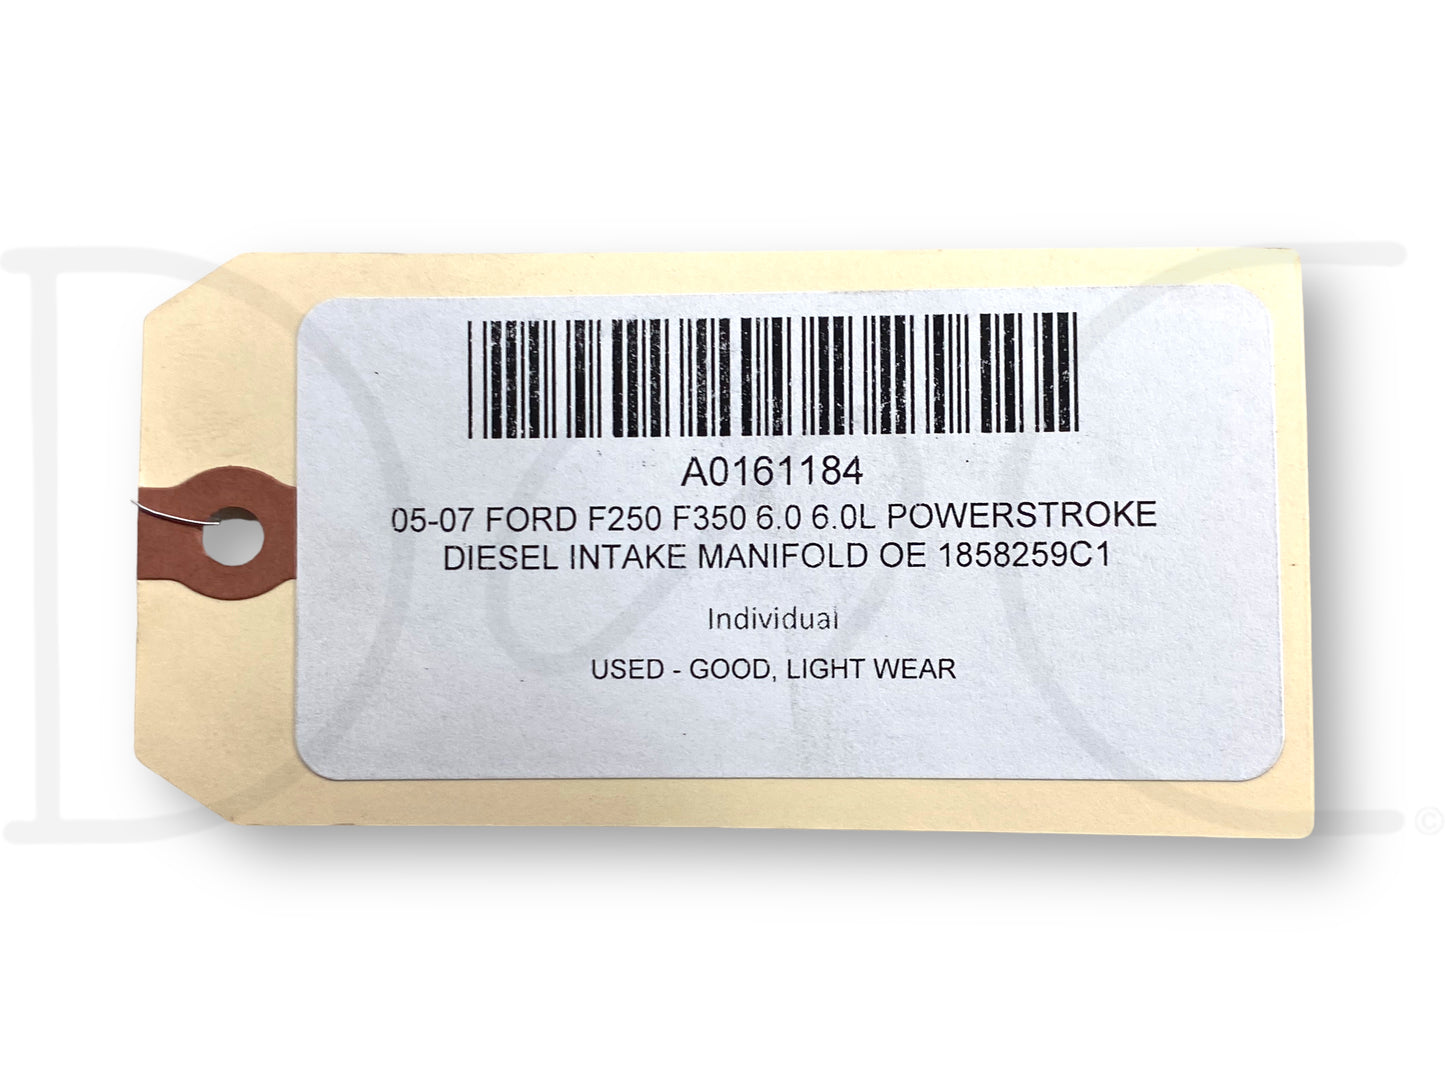 A0161184
05-07 FORD F250 F350 6.0 6.0L POWERSTROKE
DIESEL INTAKE MANIFOLD OE 1858259C1
Individual
USED - GOOD, LIGHT WEAR
©